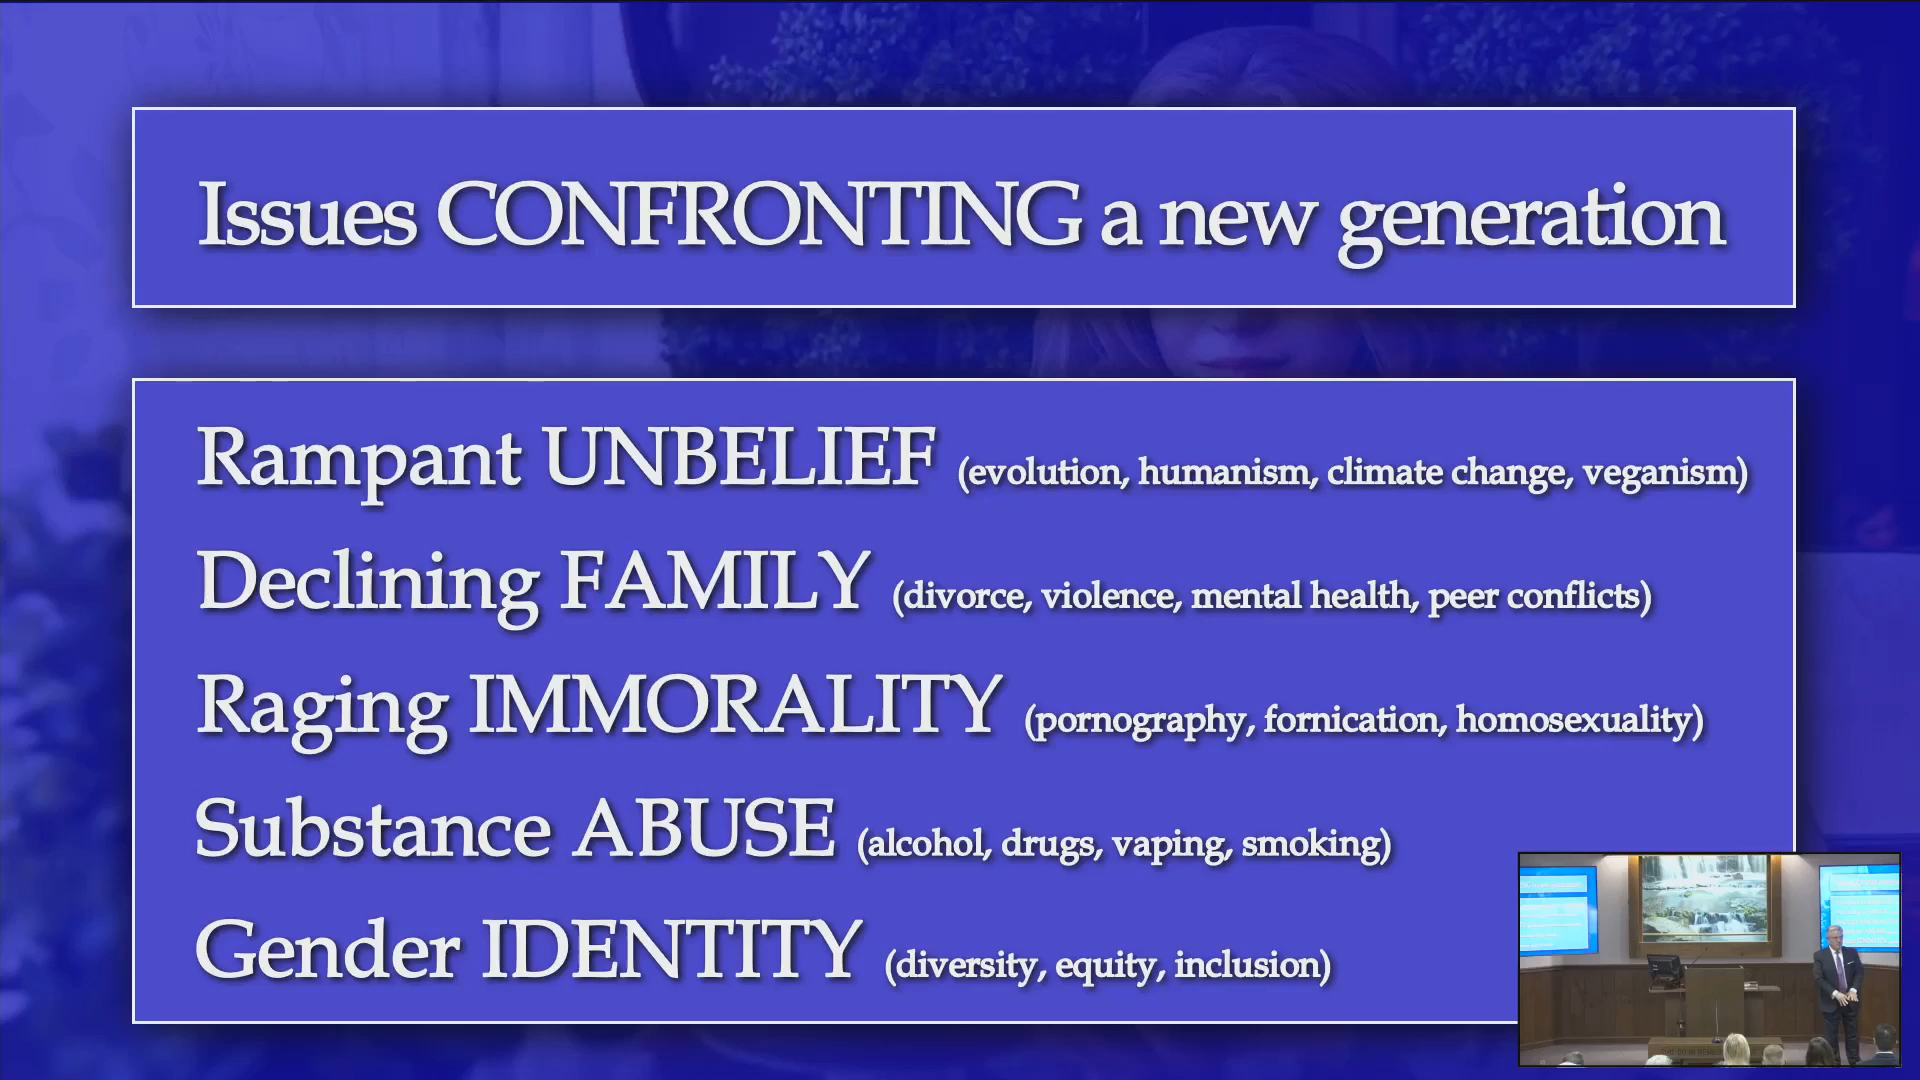 Issues CONFRONTING a new generation
Rampant UNBELIEF (evolution, humanism, climate change, veganism)
Declining FAMILY (divorce, violence, mental health, peer conflicts)
Raging IMMORALITY (pornography, fornication, homosexuality)
Substance ABUSE (alcohol, drugs, vaping, smoking)
Gender IDENTITY (diversity, equity, inclusion)